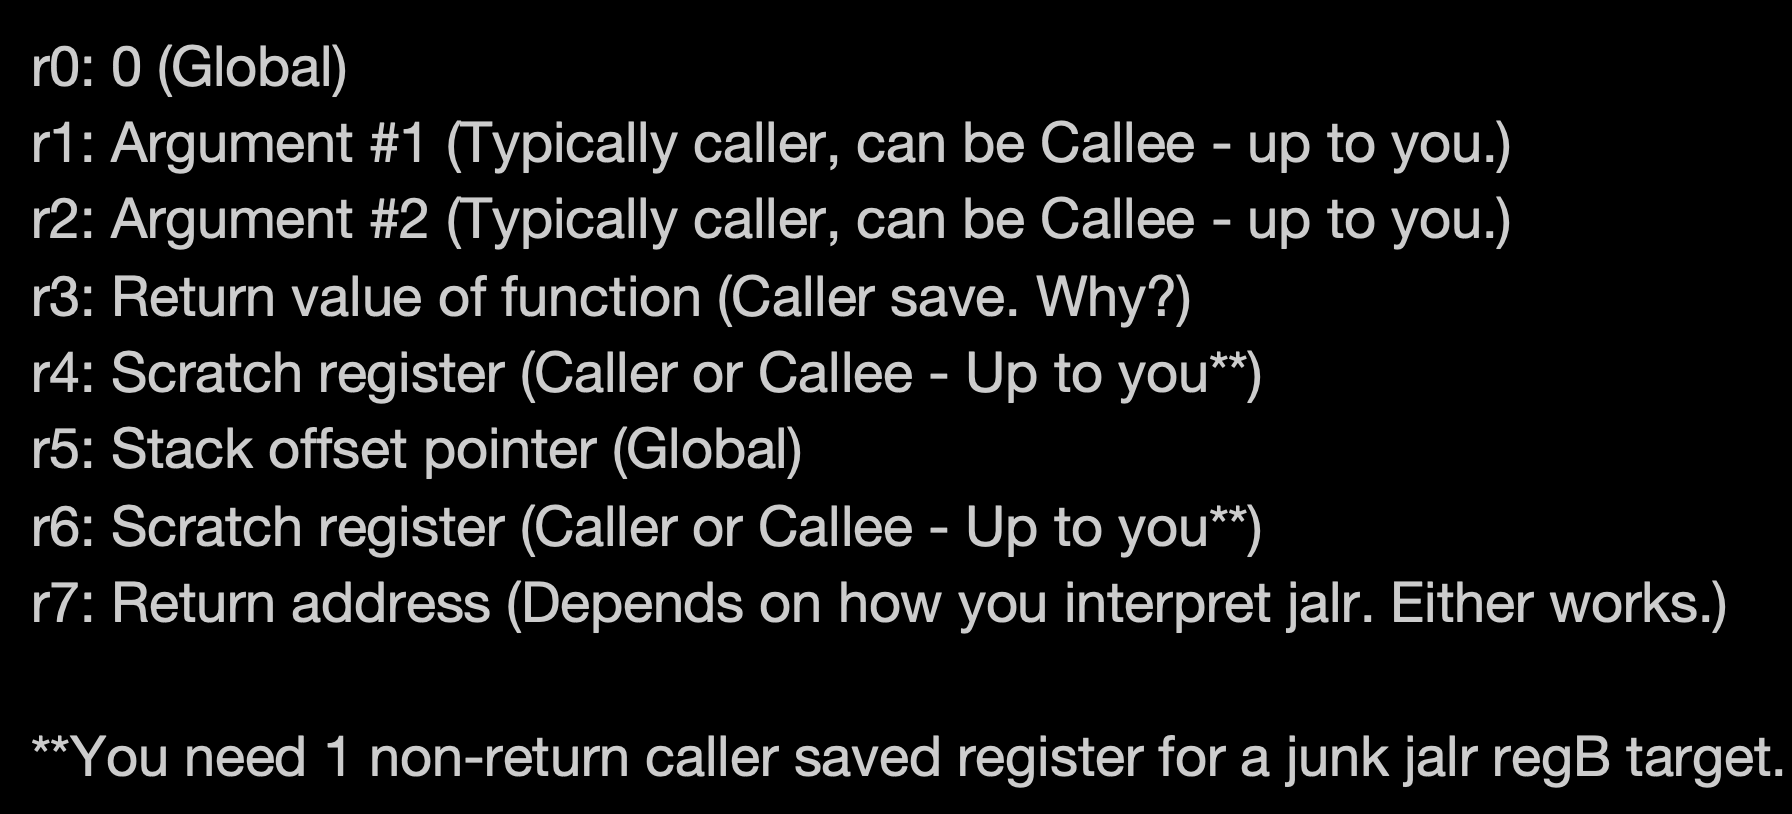 r0: 0 (Global)
r1: Argument #1 (Typically caller, can be Callee - up to you.)
r2: Argument #2 (Typically caller, can be Callee - up to you.)
r3: Return value of function (Caller save. Why?)
r4: Scratch register (Caller or Callee - Up to you**)
r5: Stack offset pointer (Global)
r6: Scratch register (Caller or Callee - Up to you**)
r7: Return address (Depends on how you interpret jalr. Either works.)
**You need 1 non-return caller saved register for a junk jalr regB target.